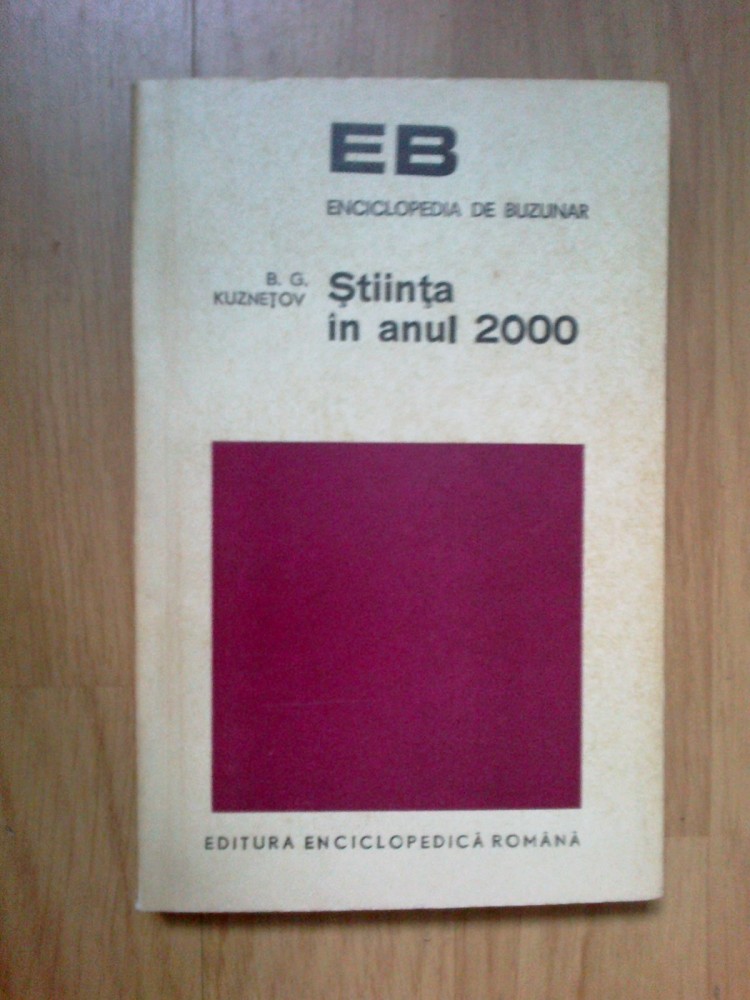 EB
ENCICLOPEDIA DE BUZUNAR
B. G.
KUZNEȚOV
Știința
în anul 2000
EDITURA ENCICLOPEDICĂ ROMÂNĂ